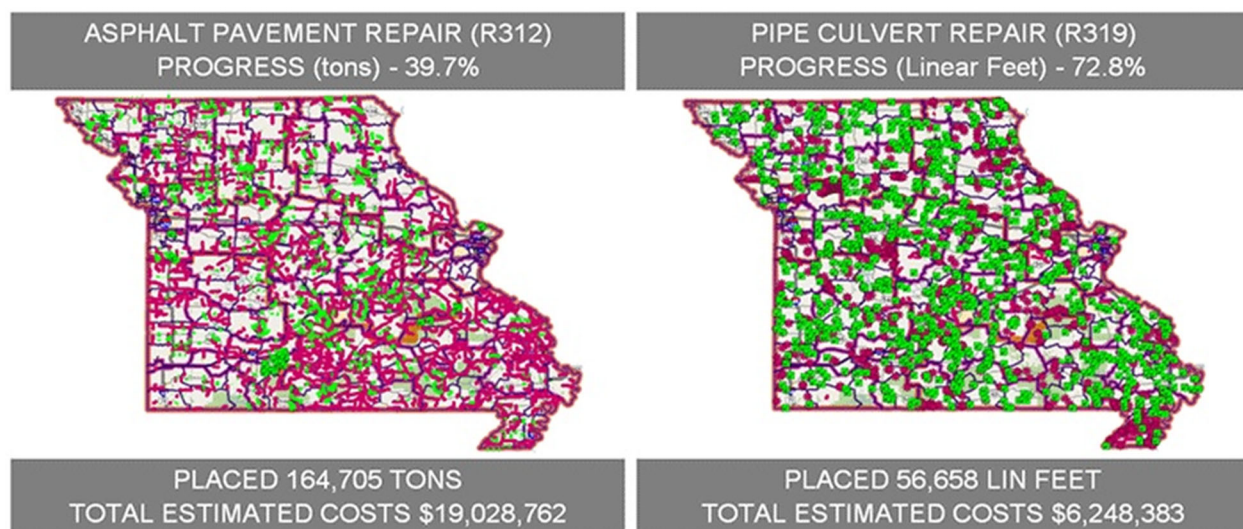 ASPHALT PAVEMENT REPAIR (R312)
PROGRESS (tons) - 39.7%
PIPE CULVERT REPAIR (R319)
PROGRESS (Linear Feet) - 72.8%
PLACED 164,705 TONS
TOTAL ESTIMATED COSTS $19,028,762
PLACED 56,658 LIN FEET
TOTAL ESTIMATED COSTS $6,248,383